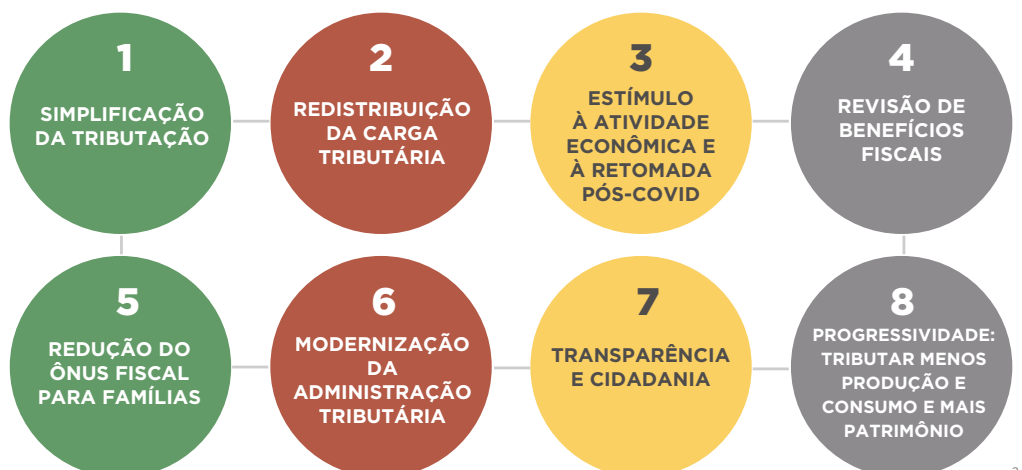 1
SIMPLIFICAÇÃO
DA TRIBUTAÇÃO
2
REDISTRIBUIÇÃO
DA CARGA
TRIBUTÁRIA
3
ESTÍMULO
À ATIVIDADE
ECONÔMICA E
À RETOMADA
PÓS-COVID
4
REVISÃO DE
BENEFÍCIOS
FISCAIS
5
REDUÇÃO DO
ÔNUS FISCAL
PARA FAMÍLIAS
6
MODERNIZAÇÃO
DA
ADMINISTRAÇÃO
TRIBUTÁRIA
7
TRANSPARÊNCIA
E CIDADANIA
8
PROGRESSIVIDADE:
TRIBUTAR MENOS
PRODUÇÃO E
CONSUMO E MAIS
PATRIMÔNIO